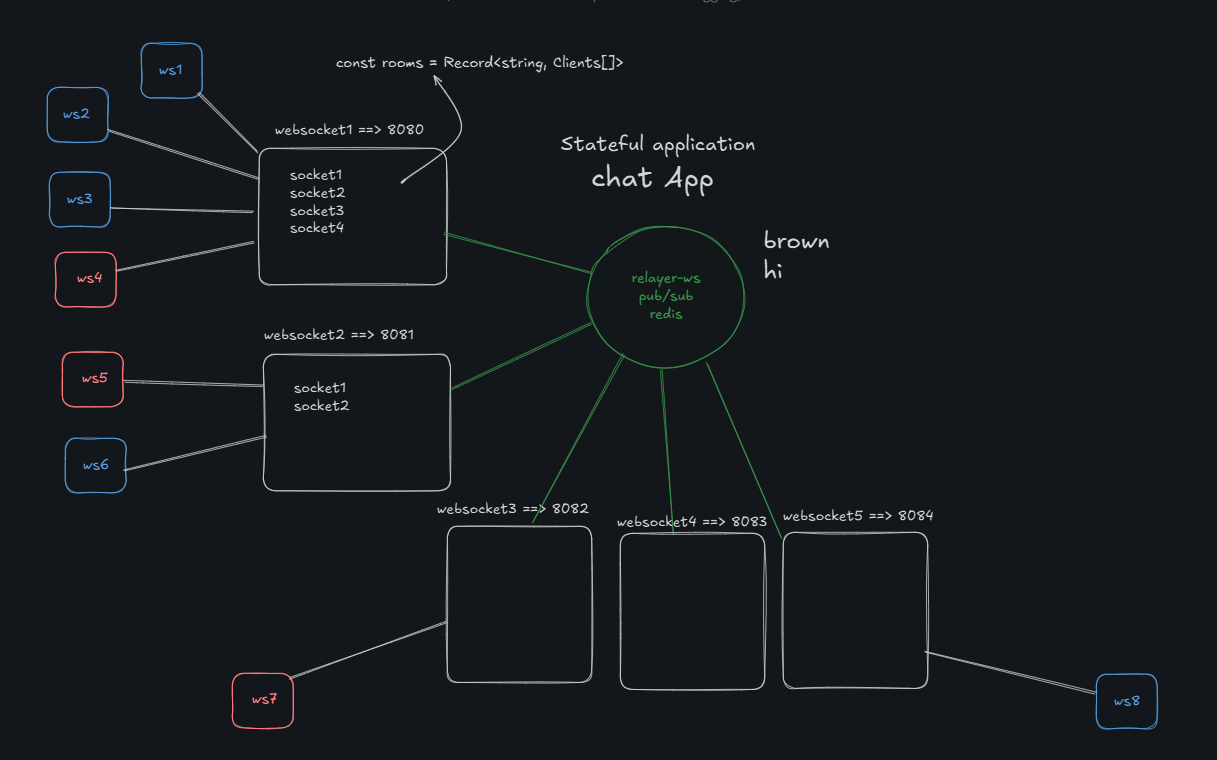 ws1
const rooms = Record<string, Clients[]>
ws2
websocket1 ==> 8080
Stateful application
chat App
socket1
socket2
socket3
socket4
ws3
ws4
brown
hi
relayer-ws
pub/sub
redis
websocket2 ==> 8081
ws5
socket1
socket2
ws6
websocket3 ==> 8082
websocket4 ==> 8083
websocket5 ==> 8084
ws7
ws8